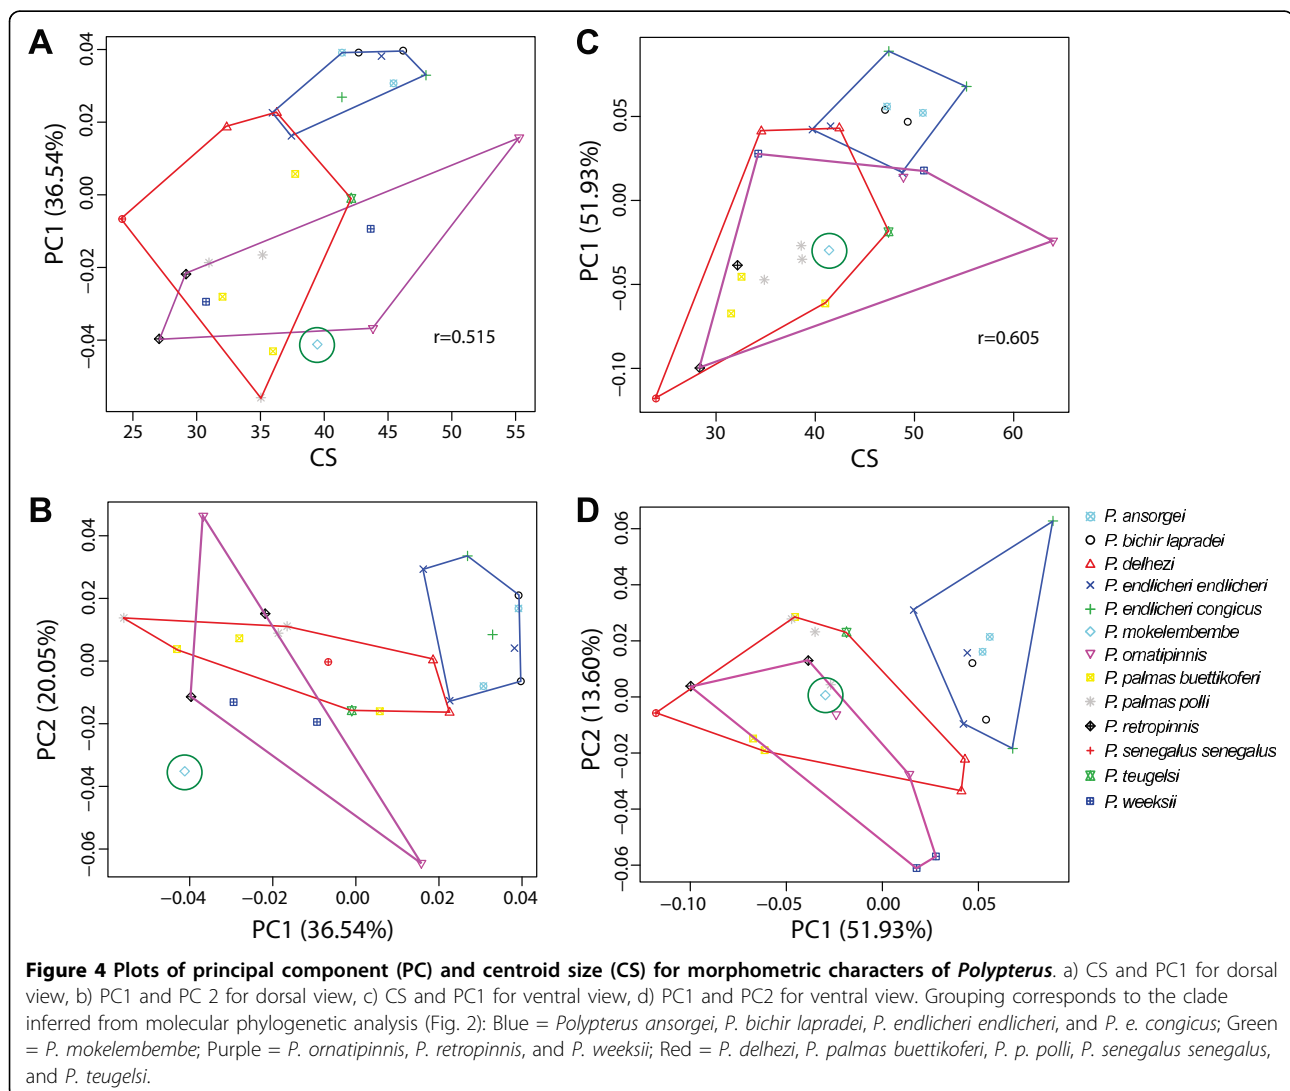 A
PC1 (36.54%)
0.04
0.02
0.00
−0.02
−0.04
r=0.515
25 30 35 40 45 50 55
CS
C
PC1 (51.93%)
0.05
0.00
−0.05
−0.10
r=0.605
30 40 50 60
CS
B
PC2 (20.05%)
0.04
0.02
0.00
−0.02
−0.04
−0.06
−0.04 −0.02 0.00 0.02 0.04
PC1 (36.54%)
D
PC2 (13.60%)
0.06
0.04
0.02
0.00
−0.02
−0.04
−0.06
−0.10 −0.05 0.00 0.05
PC1 (51.93%)
P. ansorgei
P. bichir lapradei
P. delhezi
P. endlicheri endlicheri
P. endlicheri congicus
P. mokelembembe
P. ornatipinnis
P. palmas buettikoferi
P. palmas polli
P. retropinnis
P. senegalus senegalus
P. teugelsi
P. weeksii
Figure 4 Plots of principal component (PC) and centroid size (CS) for morphometric characters of Polypterus. a) CS and PC1 for dorsal
view, b) PC1 and PC 2 for dorsal view, c) CS and PC1 for ventral view, d) PC1 and PC2 for ventral view. Grouping corresponds to the clade
inferred from molecular phylogenetic analysis (Fig. 2): Blue = Polypterus ansorgei, P. bichir lapradei, P. endlicheri endlicheri, and P. e. congicus; Green
= P. mokelembembe; Purple = P. ornatipinnis, P. retropinnis, and P. weeksii; Red = P. delhezi, P. palmas buettikoferi, P. p. polli, P. senegalus senegalus,
and P. teugelsi.